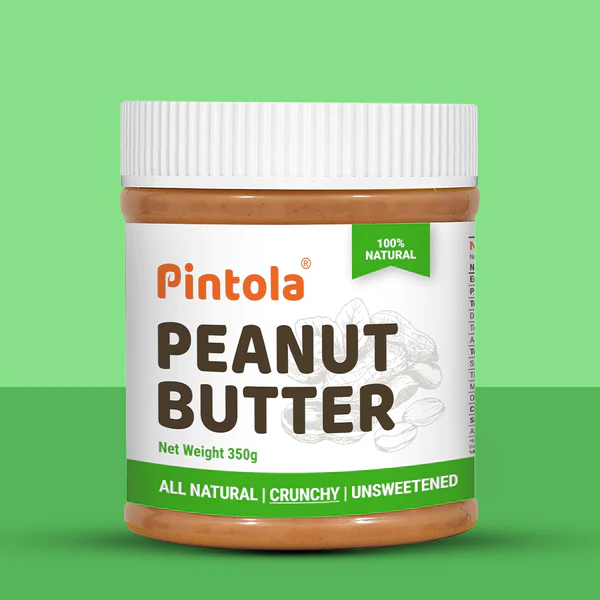 100%
NATURAL
Pintola®
PEANUT
BUTTER
Net Weight 350g
ALL NATURAL | CRUNCHY | UNSWEETENED